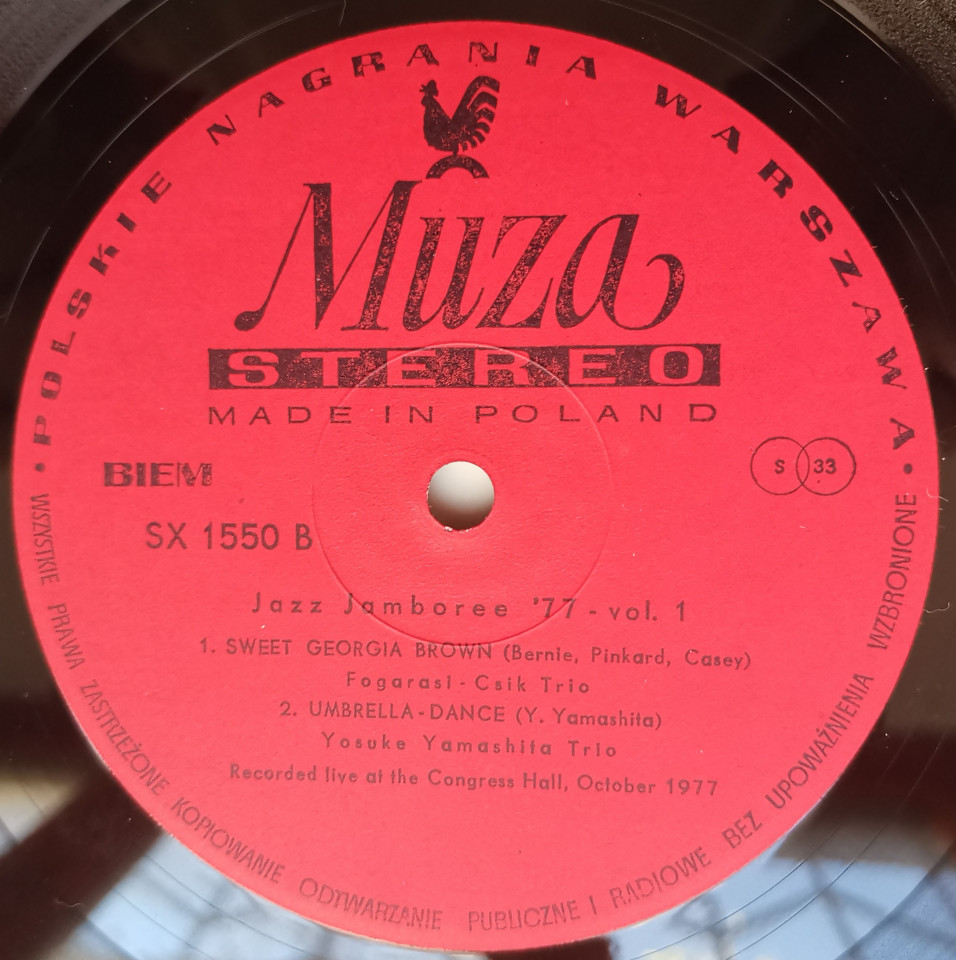 • POLSKIE NAGRANIA WARSZAWA •
Muza
STEREO
MADE IN POLAND
BIEM
S 33
SX 1550 B
Jazz Jamboree '77 - vol. 1
1. SWEET GEORGIA BROWN (Bernie, Pinkard, Casey)
Fogarasi - Csik Trio
2. UMBRELLA - DANCE (Y. Yamashita)
Yosuke Yamashita Trio
Recorded live at the Congress Hall, October 1977
WSZYSTKIE PRAWA ZASTRZEŻONE KOPIOWANIE ODTWARZANIE PUBLICZNE I RADIOWE BEZ UPOWAŻNIENIA WZBRONIONE